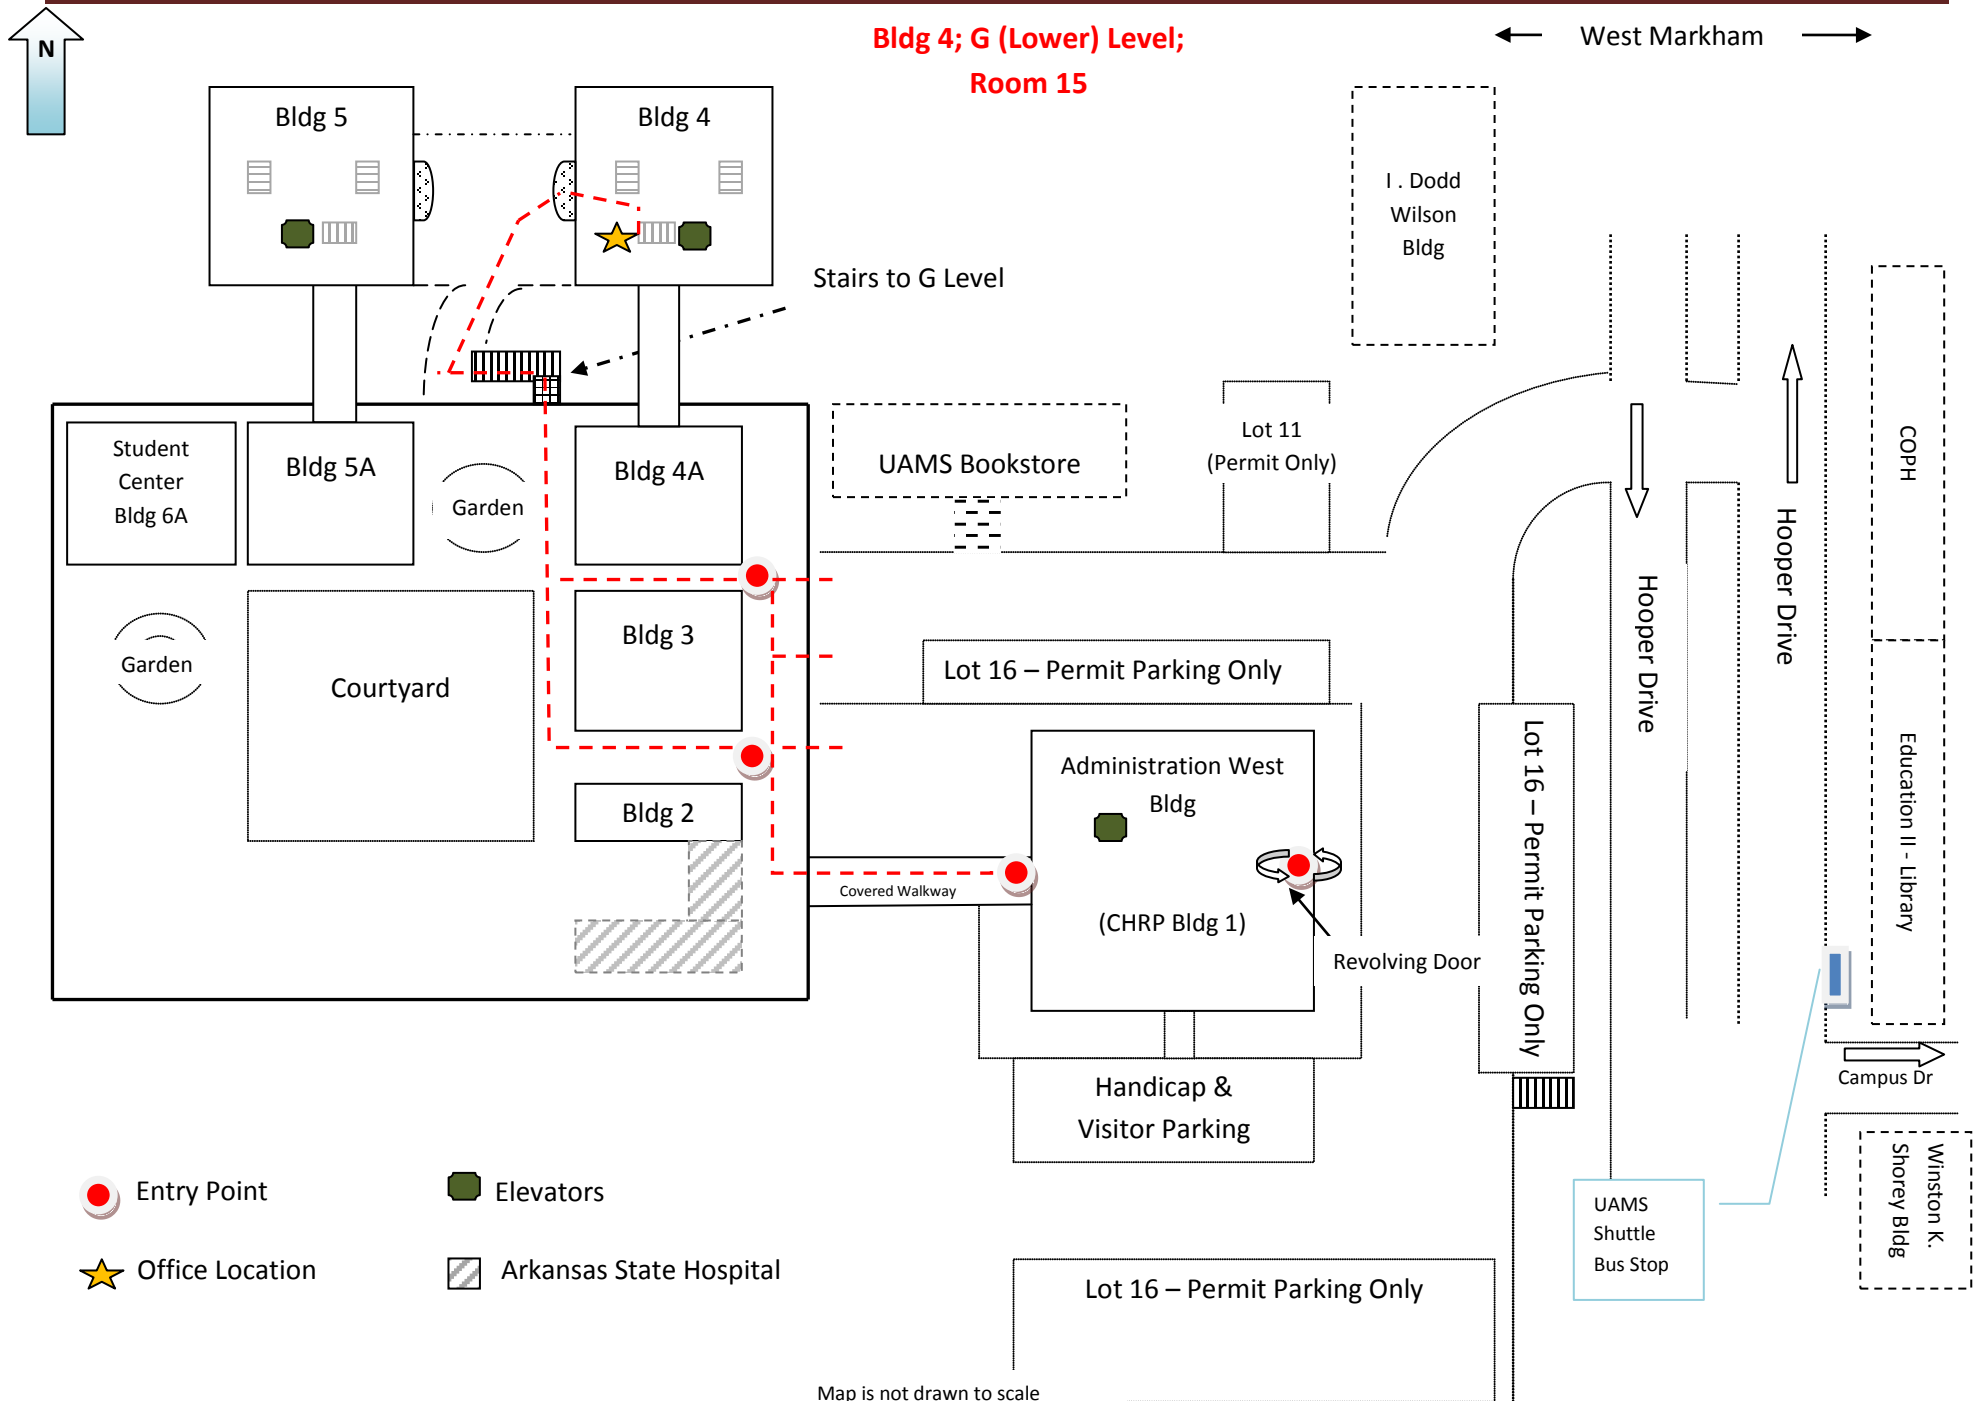 N
Bldg 4; G (Lower) Level;
Room 15
West Markham
Bldg 5
Bldg 4
I . Dodd
Wilson
Bldg
Stairs to G Level
Student
Center
Bldg 6A
Bldg 5A
Garden
Bldg 4A
UAMS Bookstore
Lot 11
(Permit Only)
COPH
Hooper Drive
Hooper Drive
Garden
Courtyard
Bldg 3
Lot 16 – Permit Parking Only
Bldg 2
Administration West
Bldg
(CHRP Bldg 1)
Covered Walkway
Revolving Door
Lot 16 – Permit Parking Only
Education II - Library
Campus Dr
Handicap &
Visitor Parking
Winston K.
Shorey Bldg
Entry Point
Elevators
Office Location
Arkansas State Hospital
UAMS
Shuttle
Bus Stop
Lot 16 – Permit Parking Only
Map is not drawn to scale